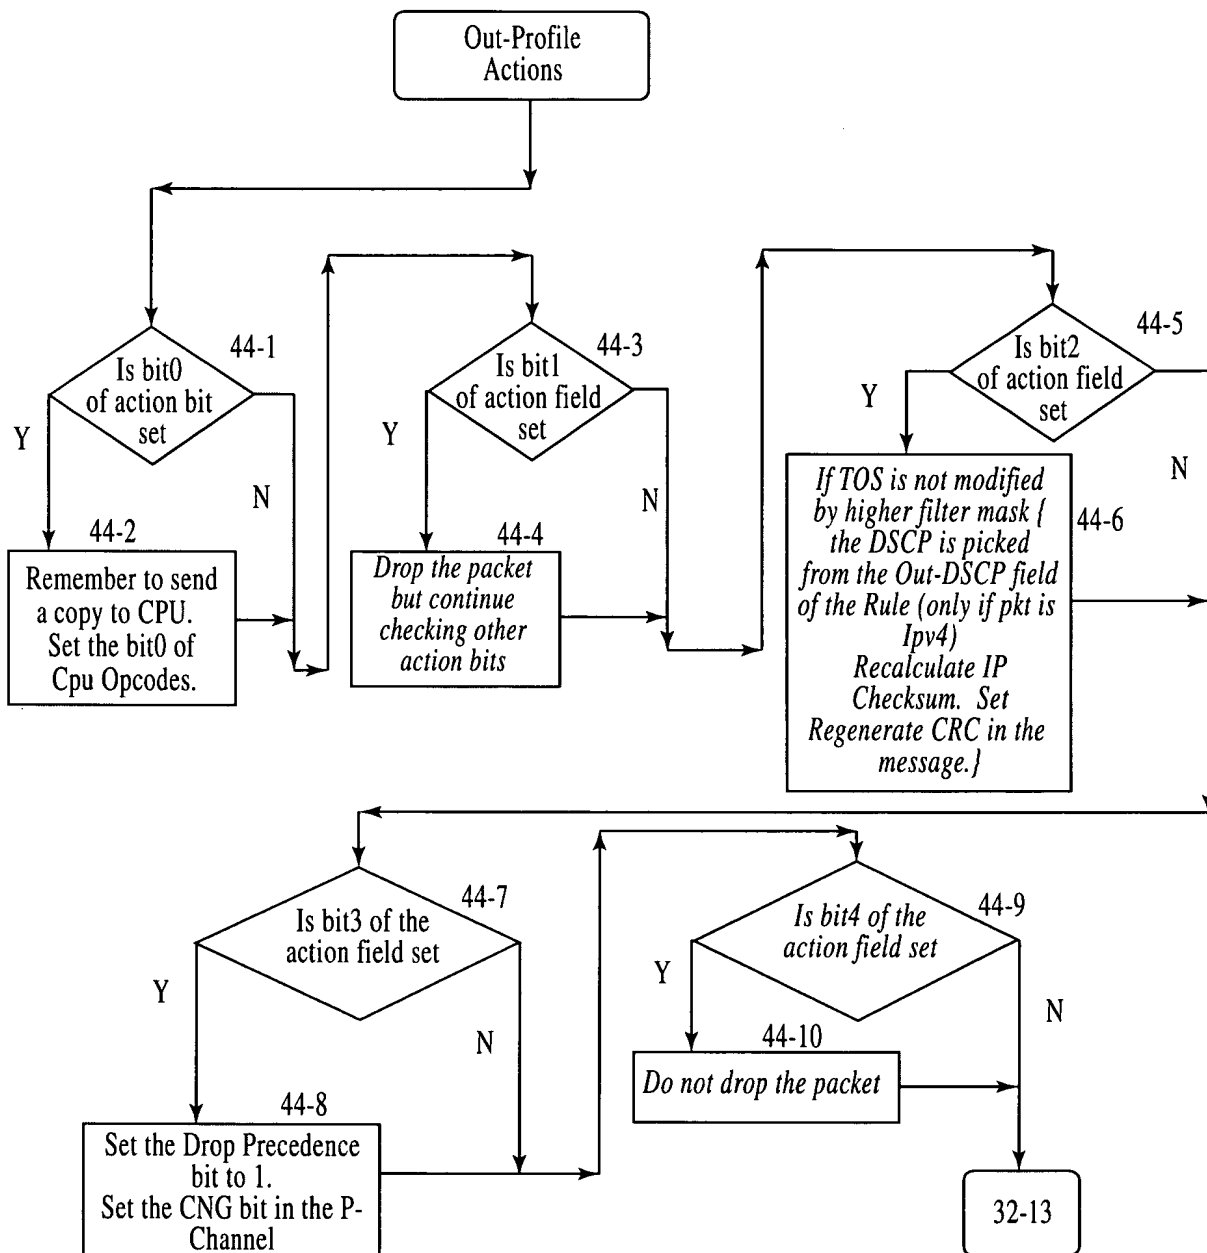 Out-Profile
Actions
44-1
Is bit0
of action bit
set
Y
N
44-2
Remember to send
a copy to CPU.
Set the bit0 of
Cpu Opcodes.
44-3
Is bit1
of action field
set
Y
N
44-4
Drop the packet
but continue
checking other
action bits
44-5
Is bit2
of action field
set
Y
N
44-6
If TOS is not modified
by higher filter mask {
the DSCP is picked
from the Out-DSCP field
of the Rule (only if pkt is
Ipv4)
Recalculate IP
Checksum. Set
Regenerate CRC in the
message.}
44-7
Is bit3 of the
action field set
Y
N
44-8
Set the Drop Precedence
bit to 1.
Set the CNG bit in the P-
Channel
44-9
Is bit4 of the
action field set
Y
N
44-10
Do not drop the packet
32-13